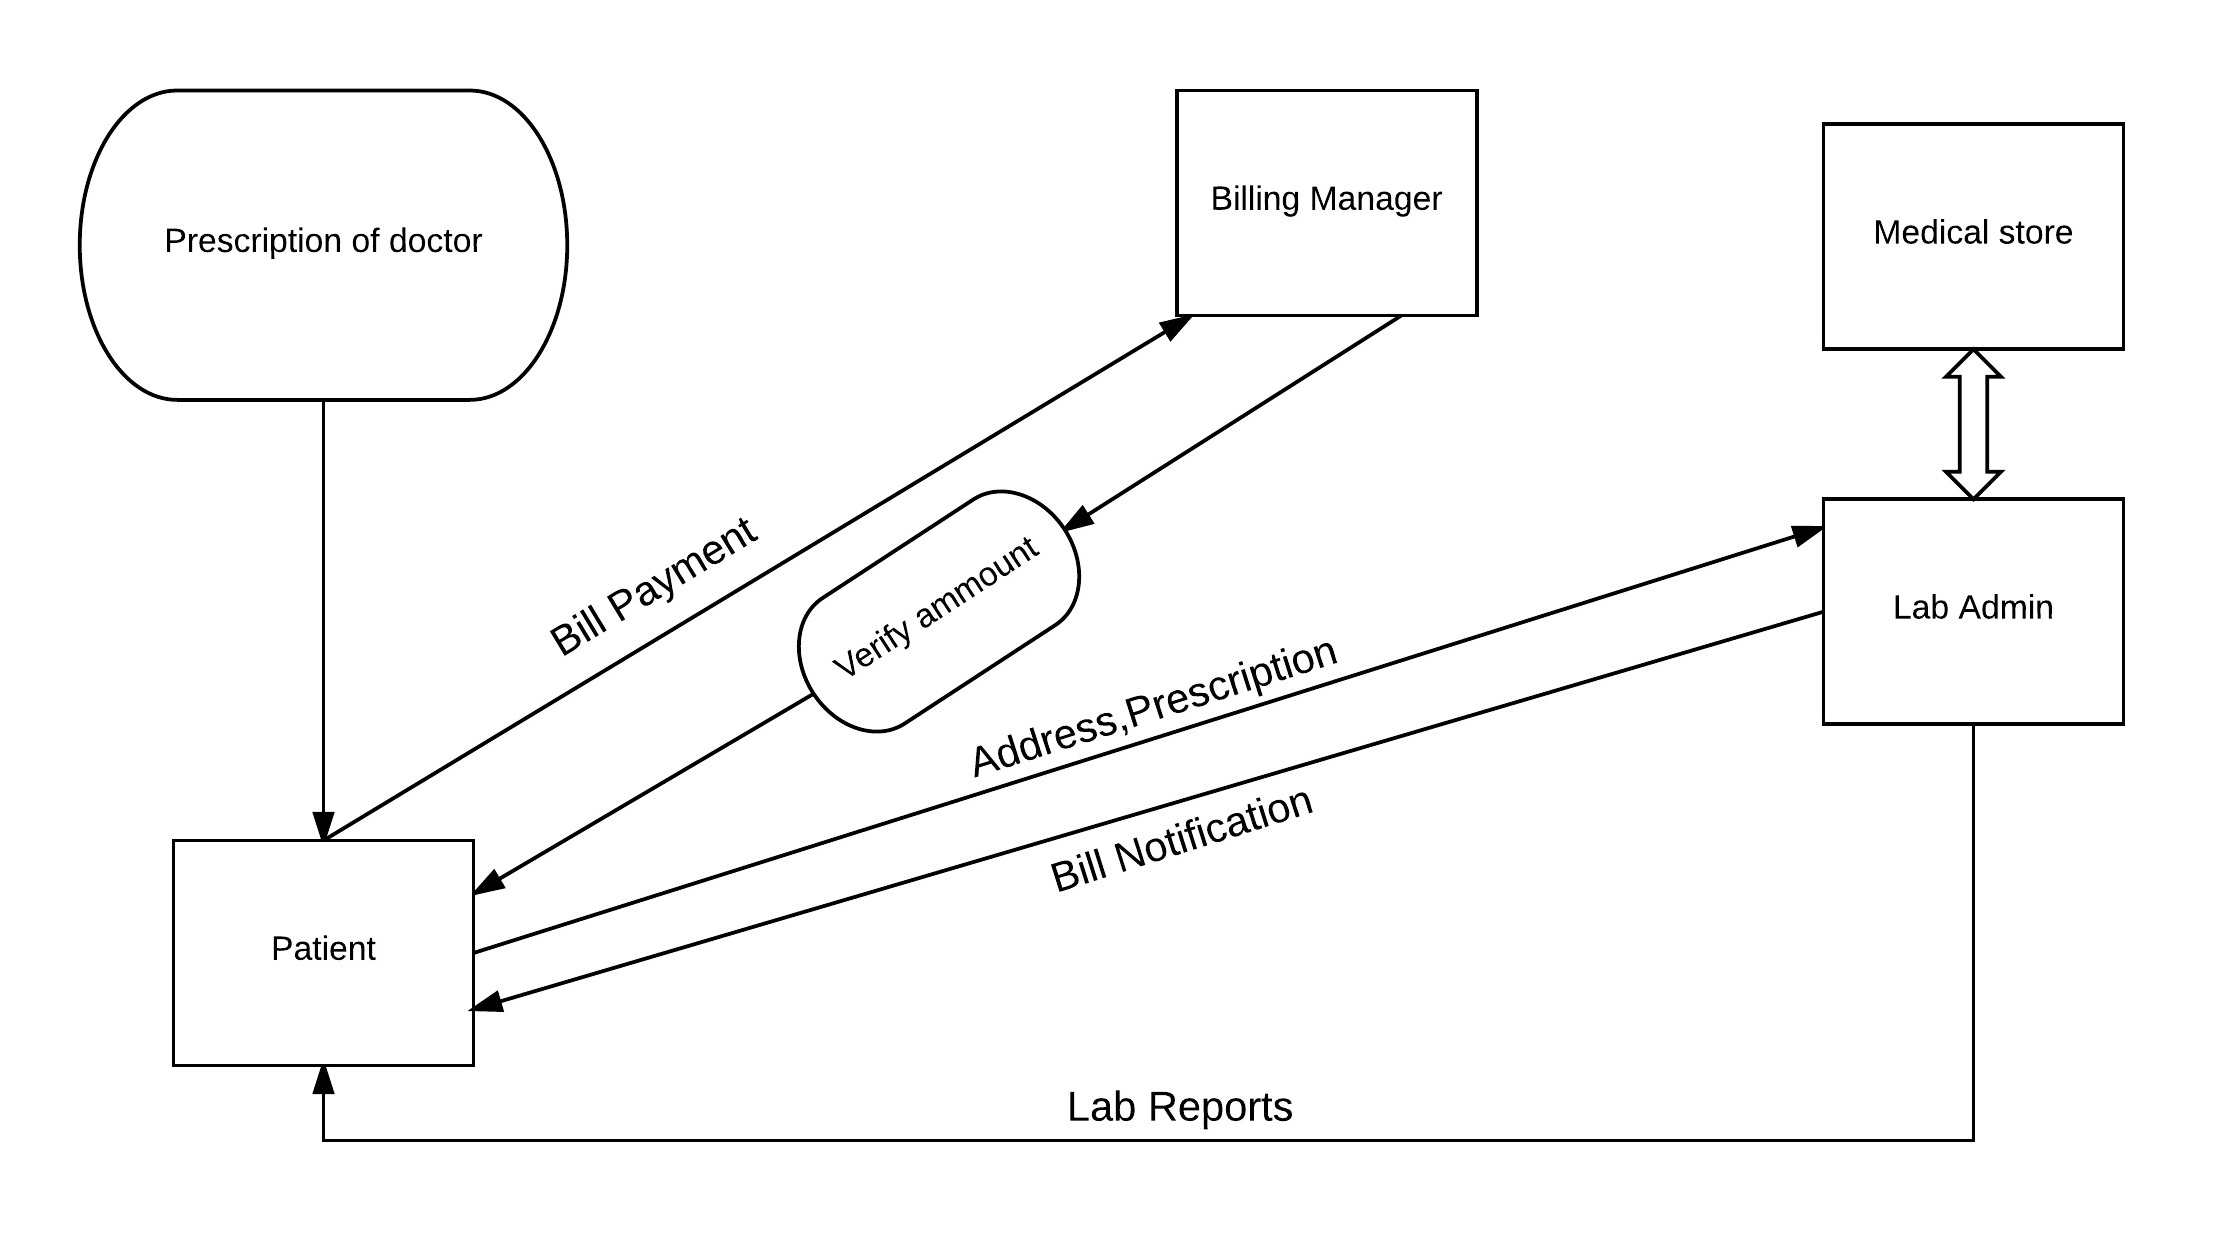 Prescription of doctor
Billing Manager
Medical store
Bill Payment
Verify ammount
Lab Admin
Address,Prescription
Bill Notification
Patient
Lab Reports